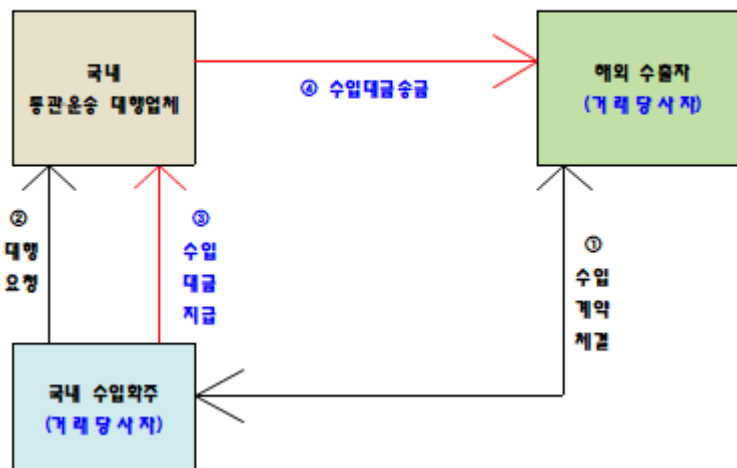 국내
통관운송 대행업체
④ 수입대금송금
해외 수출자
(거래당사자)
②
대행
요청
③
수입
대금
지급
①
수입
계약
체결
국내 수입화주
(거래당사자)